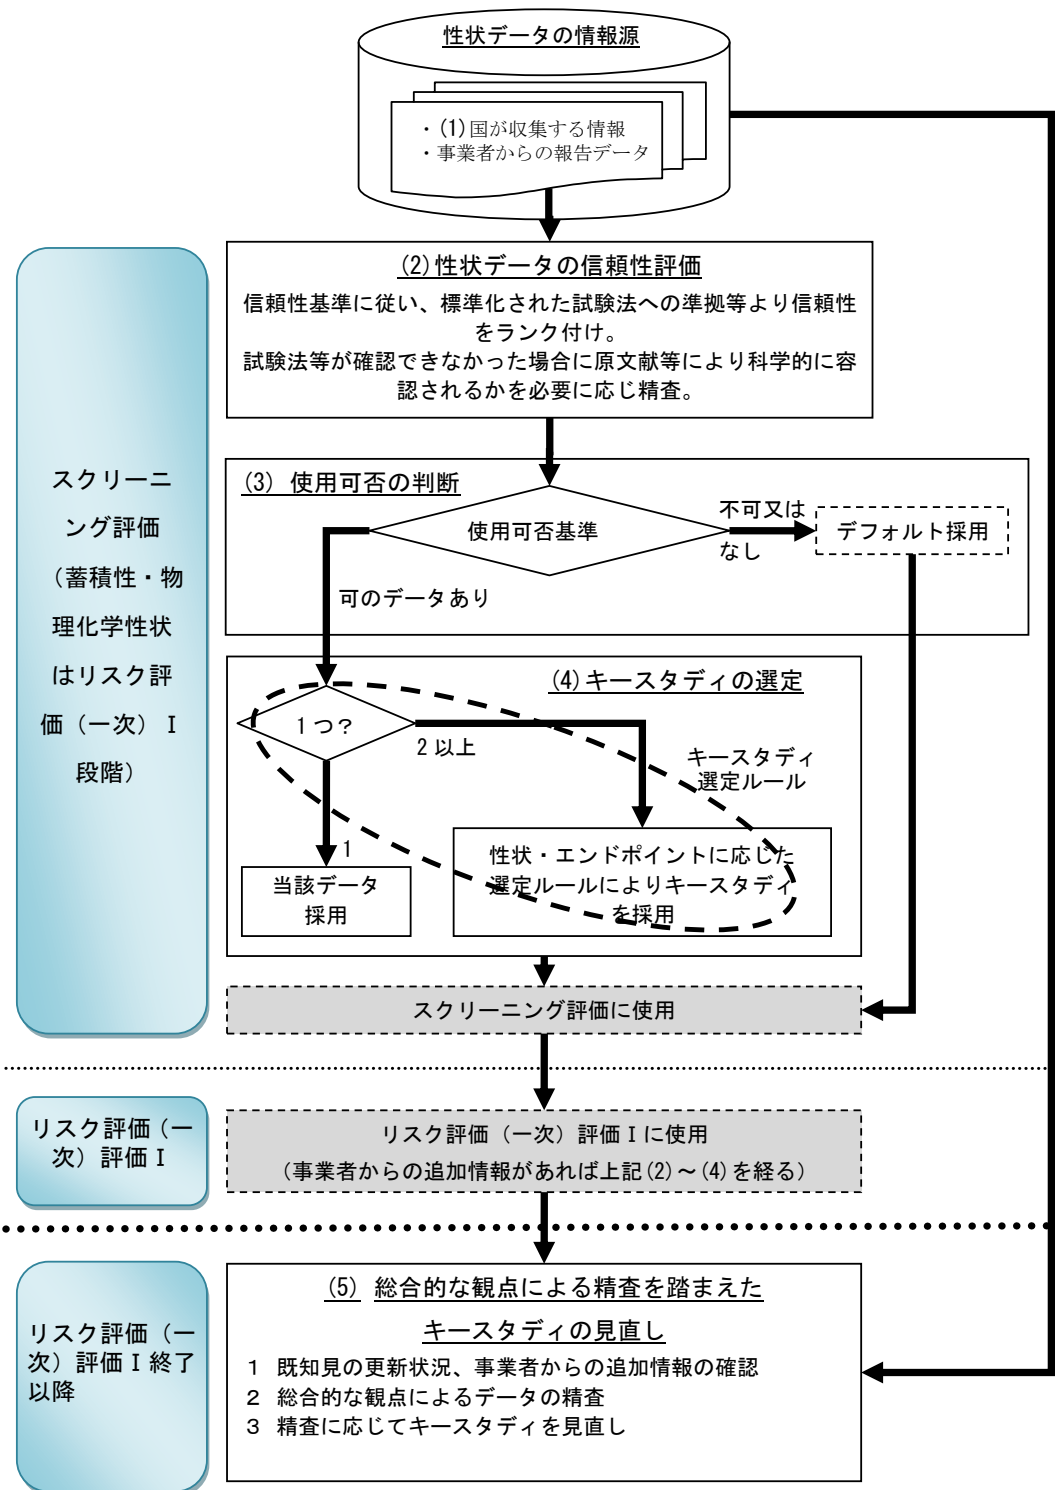 性状データの情報源
・(1)国が収集する情報
・事業者からの報告データ
(2)性状データの信頼性評価
信頼性基準に従い、標準化された試験法への準拠等より信頼性
をランク付け。
試験法等が確認できなかった場合に原文献等により科学的に容
認されるかを必要に応じ精査。
スクリーニ
ング評価
（蓄積性・物
理化学性状
はリスク評
価（一次）Ⅰ
段階）
(3) 使用可否の判断
使用可否基準
不可又は
なし
デフォルト採用
可のデータあり
(4)キースタディの選定
1つ？
2以上
キースタディ
選定ルール
1
当該データ
採用
性状・エンドポイントに応じた
選定ルールによりキースタディ
を採用
スクリーニング評価に使用
リスク評価（一
次）評価Ⅰ
リスク評価（一次）評価Ⅰに使用
（事業者からの追加情報があれば上記(2)～(4)を経る）
リスク評価（一
次）評価Ⅰ終了
以降
(5) 総合的な観点による精査を踏まえた
キースタディの見直し
1 既知見の更新状況、事業者からの追加情報の確認
2 総合的な観点によるデータの精査
3 精査に応じてキースタディを見直し